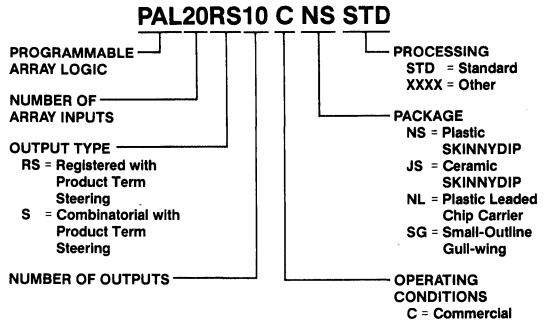 PAL20RS10 C NS STD
PROGRAMMABLE
ARRAY LOGIC
NUMBER OF
ARRAY INPUTS
OUTPUT TYPE
RS = Registered with
Product Term
Steering
S = Combinatorial with
Product Term
Steering
NUMBER OF OUTPUTS
PROCESSING
STD = Standard
XXXX = Other
PACKAGE
NS = Plastic
SKINNYDIP
JS = Ceramic
SKINNYDIP
NL = Plastic Leaded
Chip Carrier
SG = Small-Outline
Gull-wing
OPERATING
CONDITIONS
C = Commercial